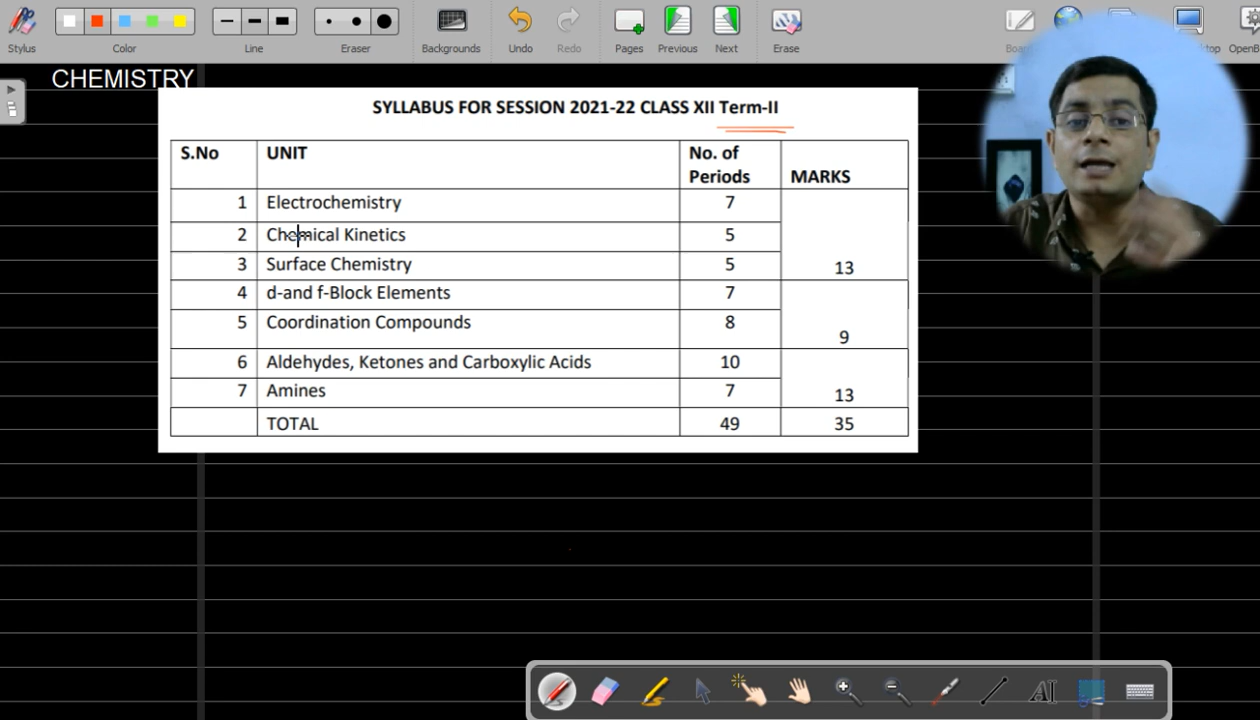 Stylus Color Line Eraser Backgrounds Undo Redo Pages Previous Next Erase
CHEMISTRY
SYLLABUS FOR SESSION 2021-22 CLASS XII Term-II
S.No UNIT No. of Periods MARKS
1 Electrochemistry 7
2 Chemical Kinetics 5
3 Surface Chemistry 5 13
4 d-and f-Block Elements 7
5 Coordination Compounds 8 9
6 Aldehydes, Ketones and Carboxylic Acids 10
7 Amines 7 13
TOTAL 49 35
AI